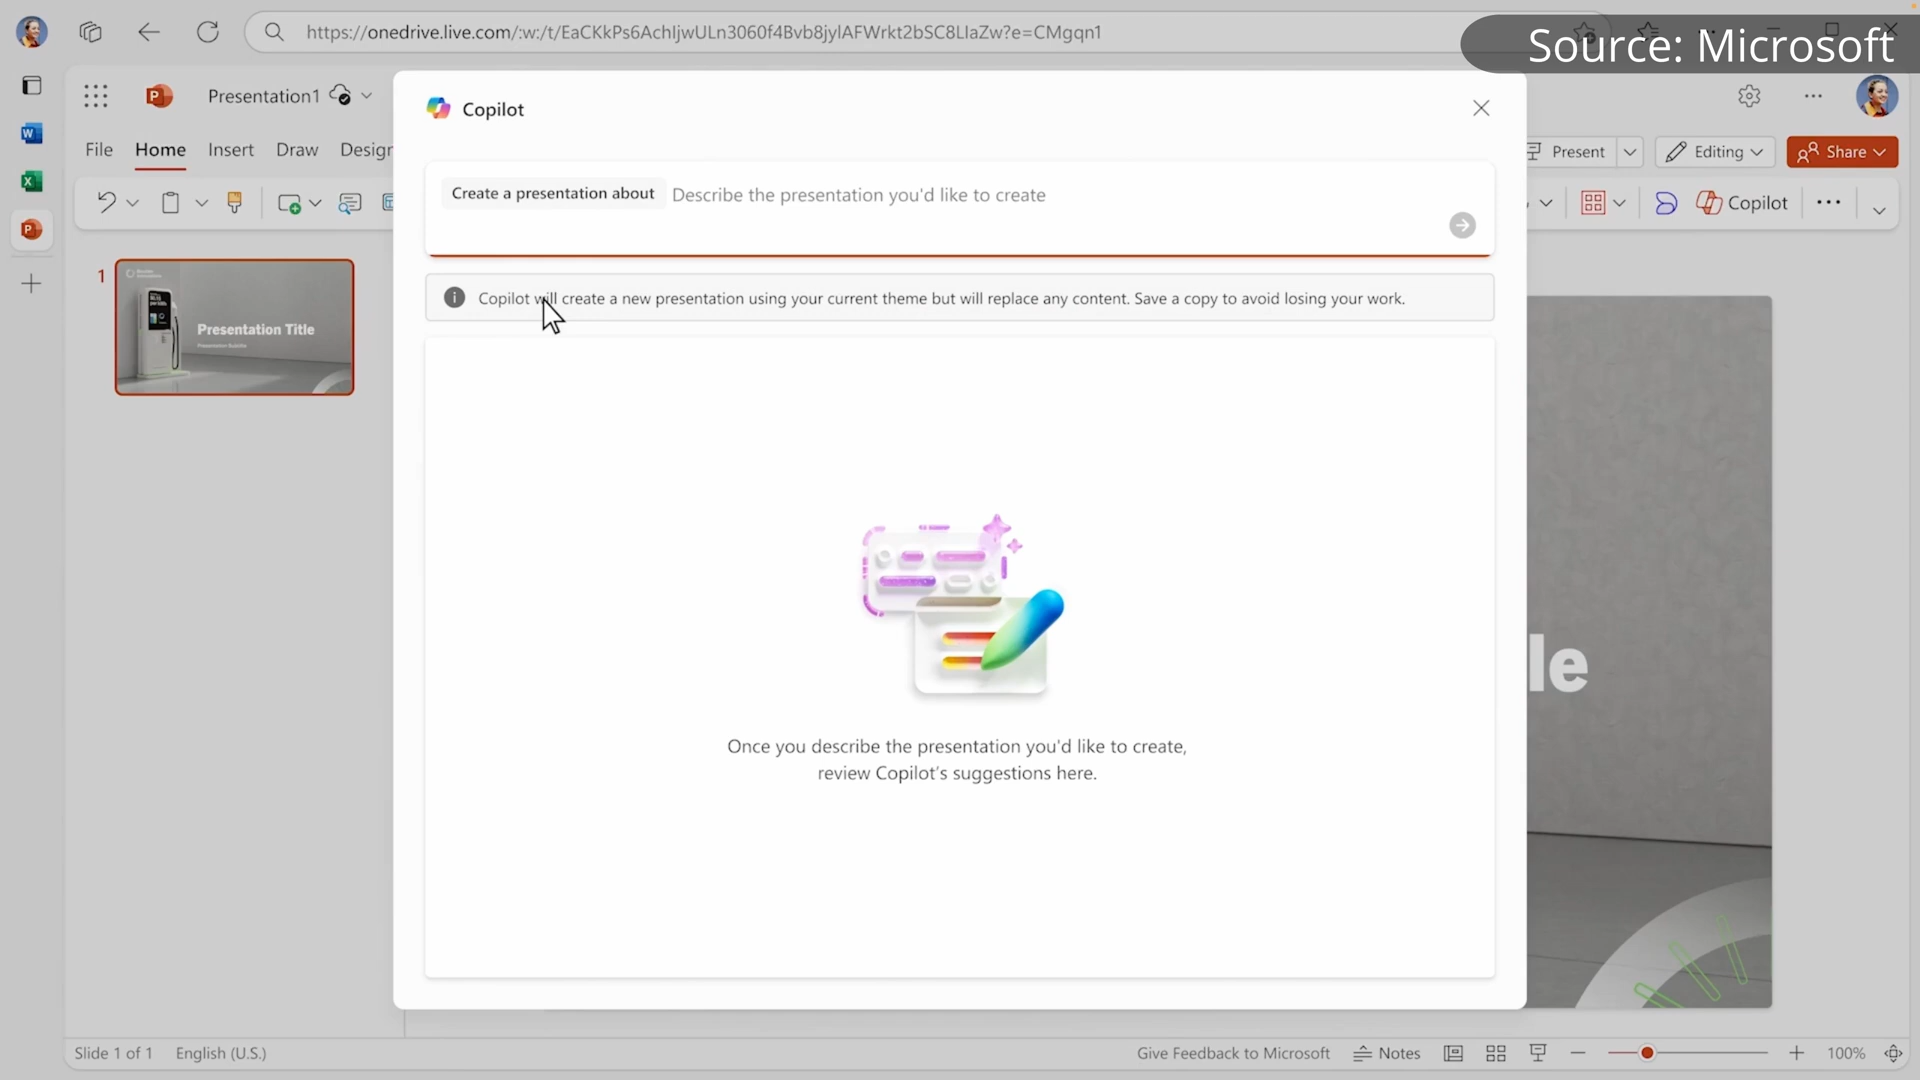 https://onedrive.live.com/:w:/t/EaCKkPs6AchIjwULn3060f4Bvb8jylAFWrkt2bSC8LIaZw?e=CMgqn1
Source: Microsoft
Presentation1
Copilot
File
Home
Insert
Draw
Design
Present
Editing
Share
Create a presentation about
Describe the presentation you'd like to create
Copilot
Copilot will create a new presentation using your current theme but will replace any content. Save a copy to avoid losing your work.
1
Presentation Title
Presentation Subtitle
le
Once you describe the presentation you'd like to create,
review Copilot's suggestions here.
Slide 1 of 1
English (U.S.)
Give Feedback to Microsoft
Notes
100%